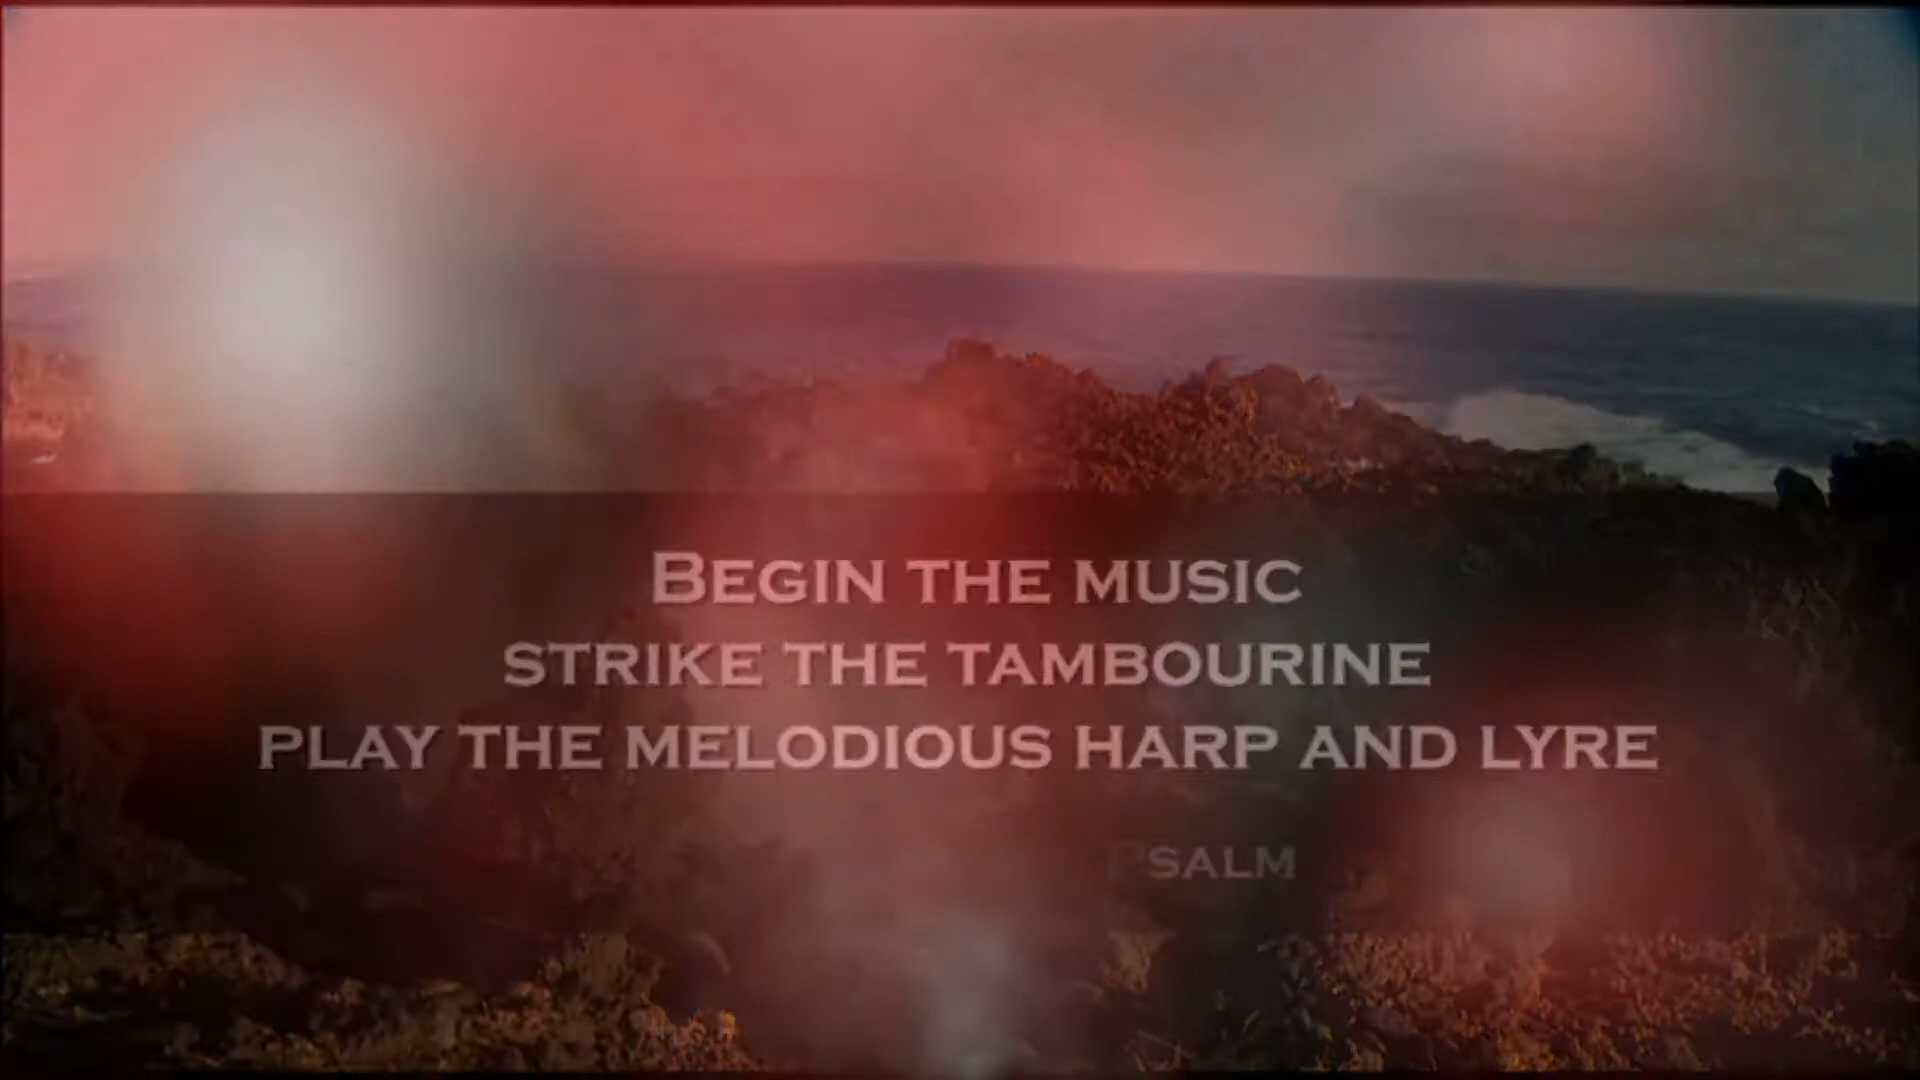 BEGIN THE MUSIC
STRIKE THE TAMBOURINE
PLAY THE MELODIOUS HARP AND LYRE
PSALM